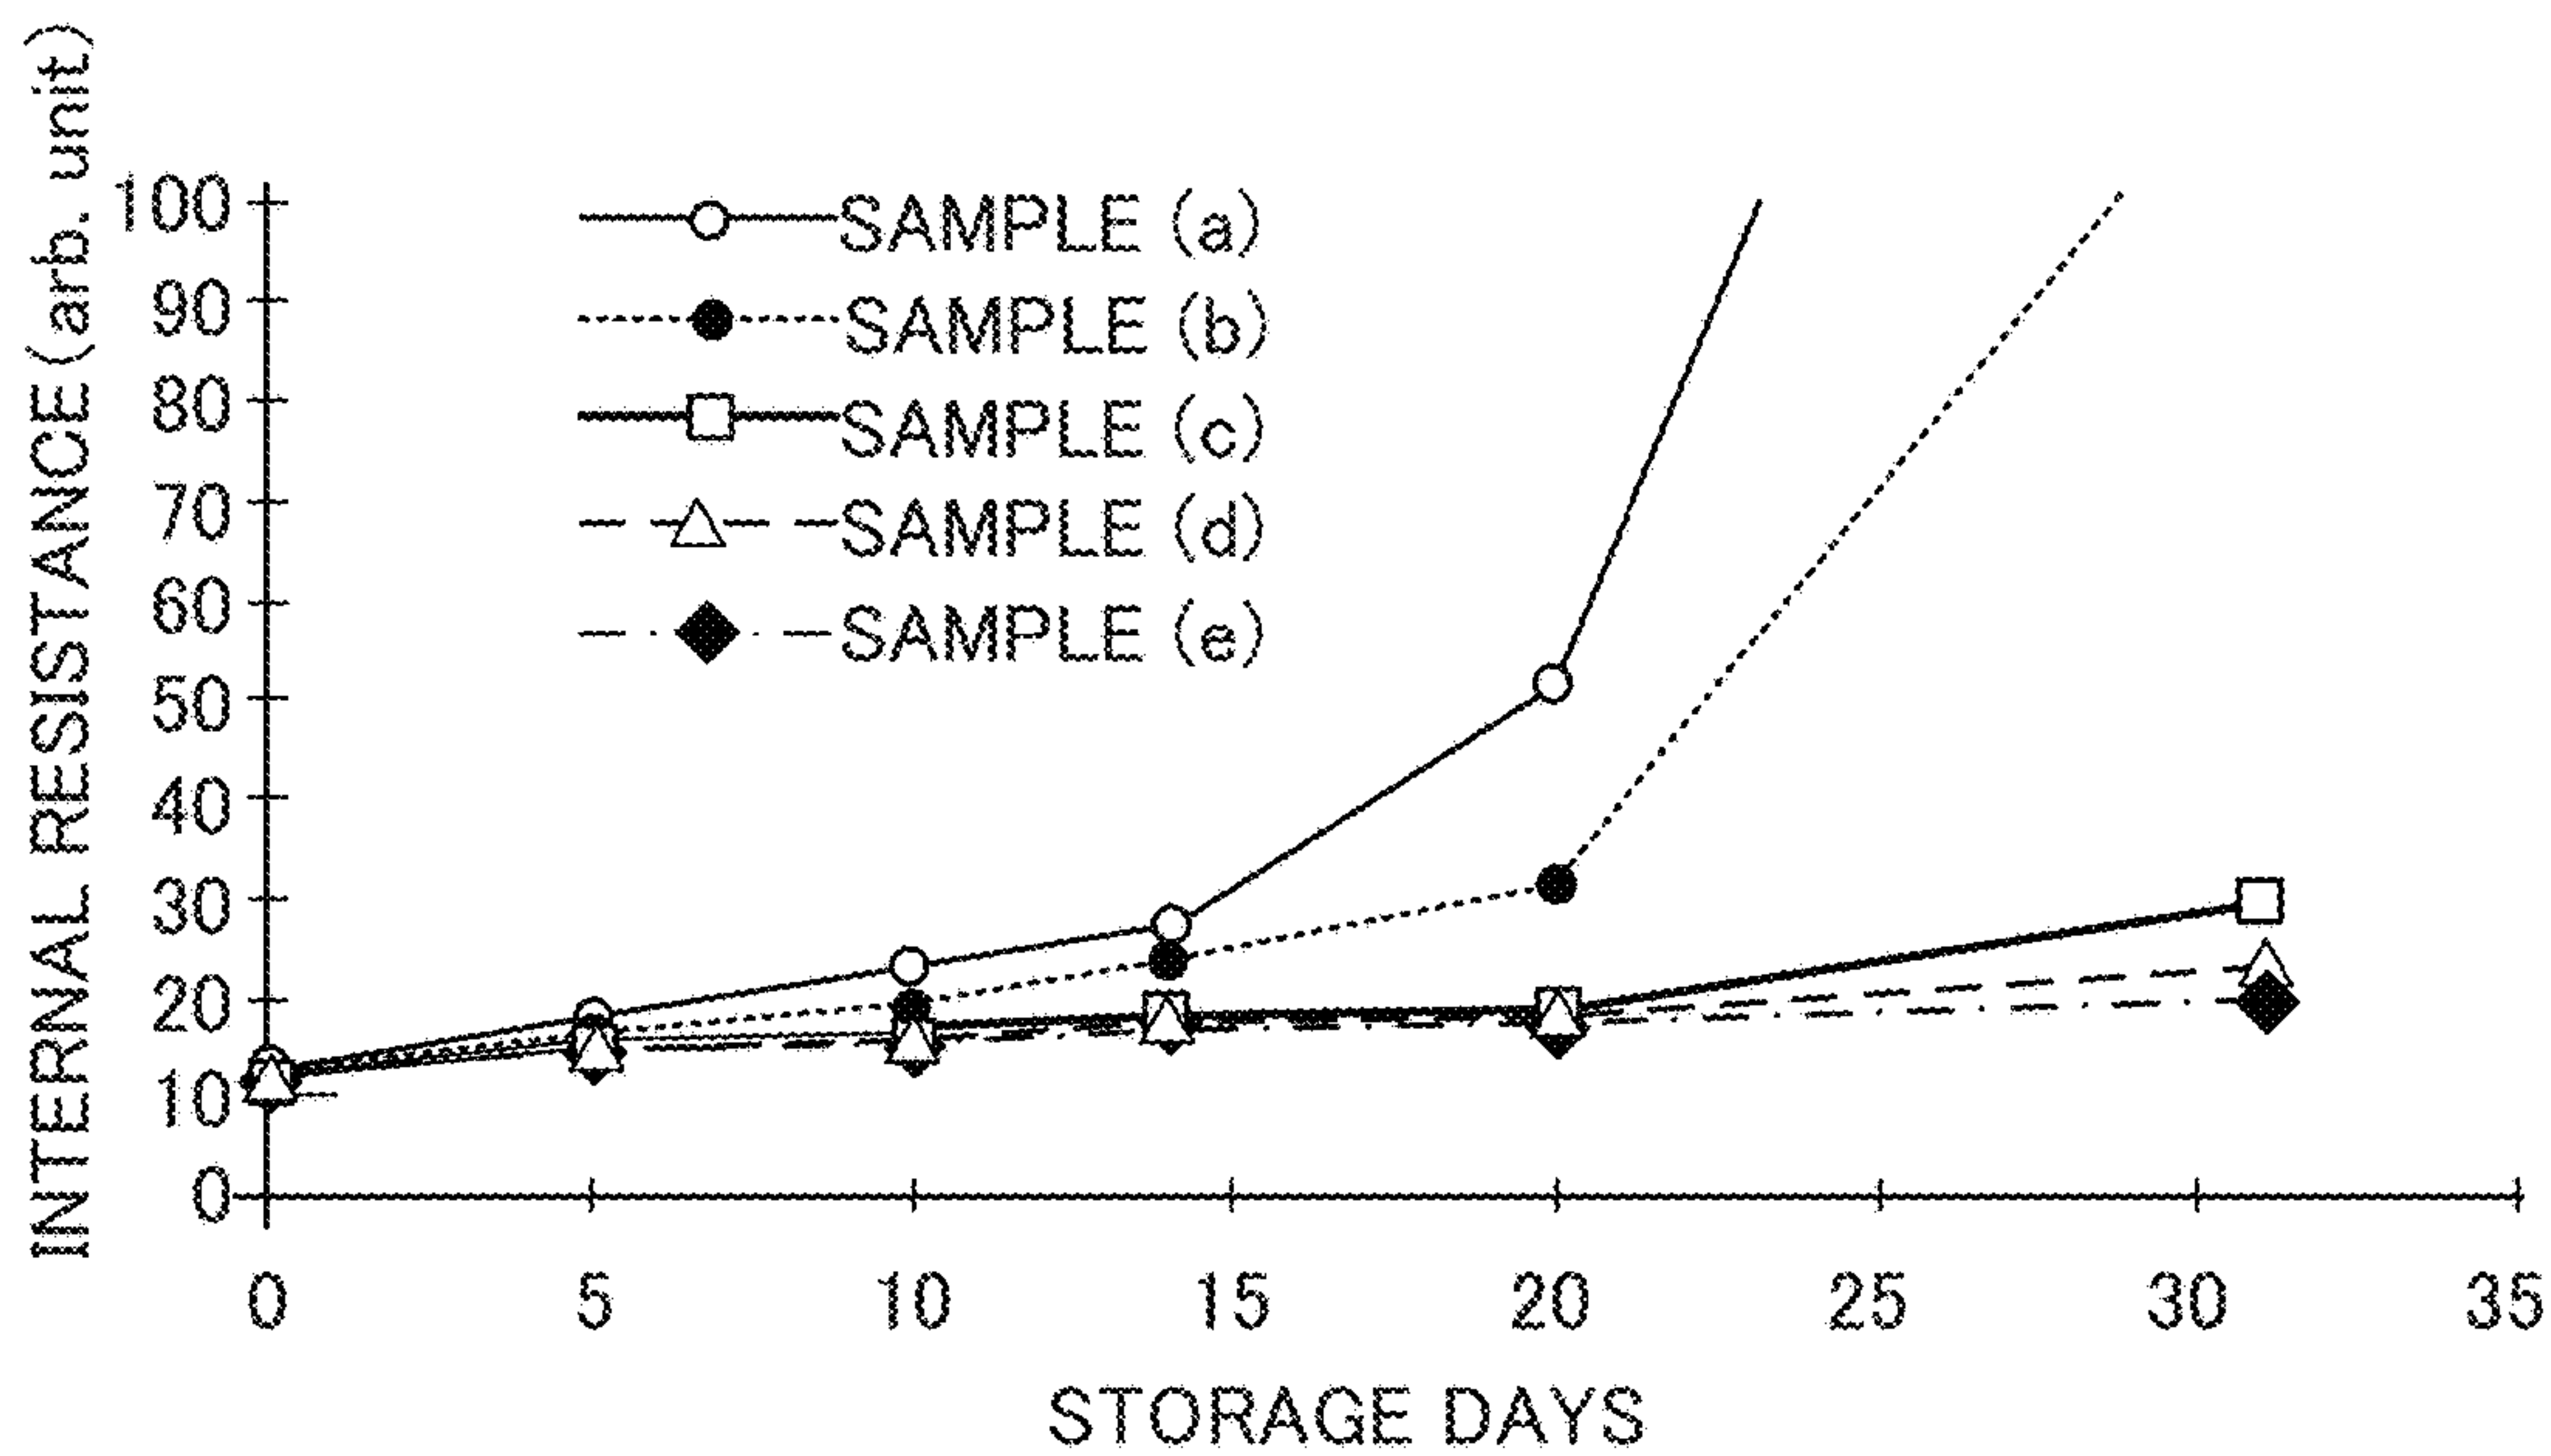 INTERNAL RESISTANCE (arb. unit)
100
90
80
70
60
50
40
30
20
10
0
SAMPLE (a)
SAMPLE (b)
SAMPLE (c)
SAMPLE (d)
SAMPLE (e)
0 5 10 15 20 25 30 35
STORAGE DAYS